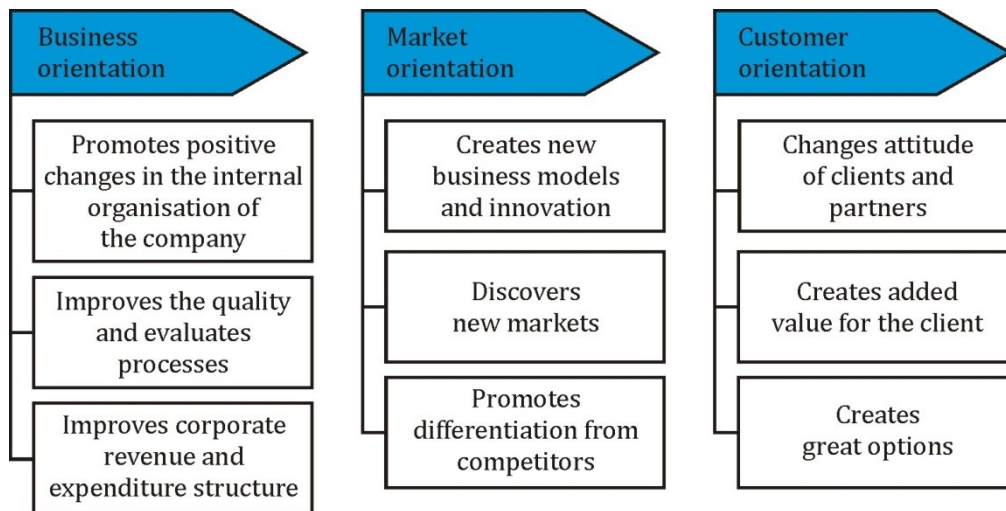 Business
orientation
Promotes positive
changes in the internal
organisation of
the company
Improves the quality
and evaluates
processes
Improves corporate
revenue and
expenditure structure
Market
orientation
Creates new
business models
and innovation
Discovers
new markets
Promotes
differentiation from
competitors
Customer
orientation
Changes attitude
of clients and
partners
Creates added
value for the client
Creates
great options